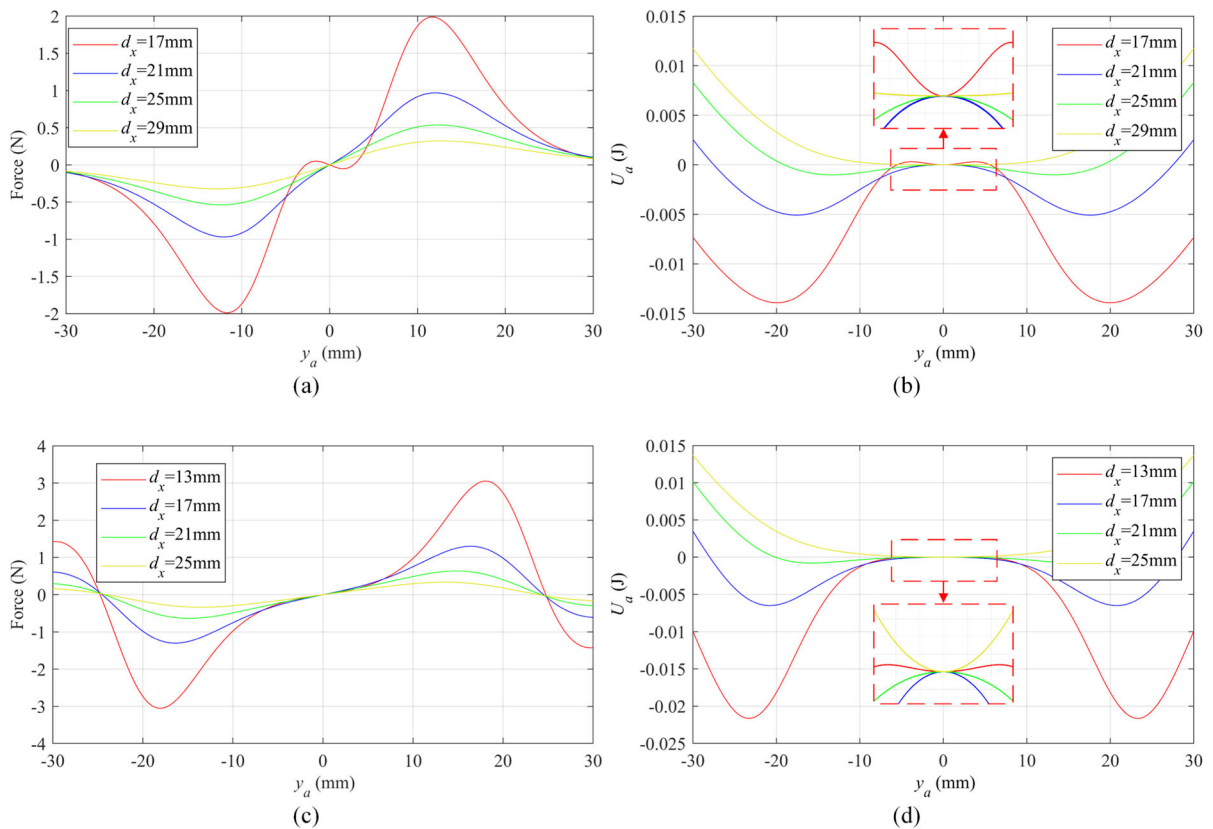 2
1.5
1
0.5
0
-0.5
-1
-1.5
2
Force (N)
d_x=17mm
d_x=21mm
d_x=25mm
d_x=29mm
-30 -20 -10 0 10 20 30
y_a (mm)
(a)
0.015
0.01
0.005
0
-0.005
-0.01
-0.015
U_a (J)
d_x=17mm
d_x=21mm
d_x=25mm
d_x=29mm
-30 -20 -10 0 10 20 30
y_a (mm)
(b)
4
3
2
1
0
-1
-2
-3
-4
Force (N)
d_x=13mm
d_x=17mm
d_x=21mm
d_x=25mm
-30 -20 -10 0 10 20 30
y_a (mm)
(c)
0.015
0.01
0.005
0
-0.005
-0.01
-0.015
-0.02
-0.025
U_a (J)
d_x=13mm
d_x=17mm
d_x=21mm
d_x=25mm
-30 -20 -10 0 10 20 30
y_a (mm)
(d)